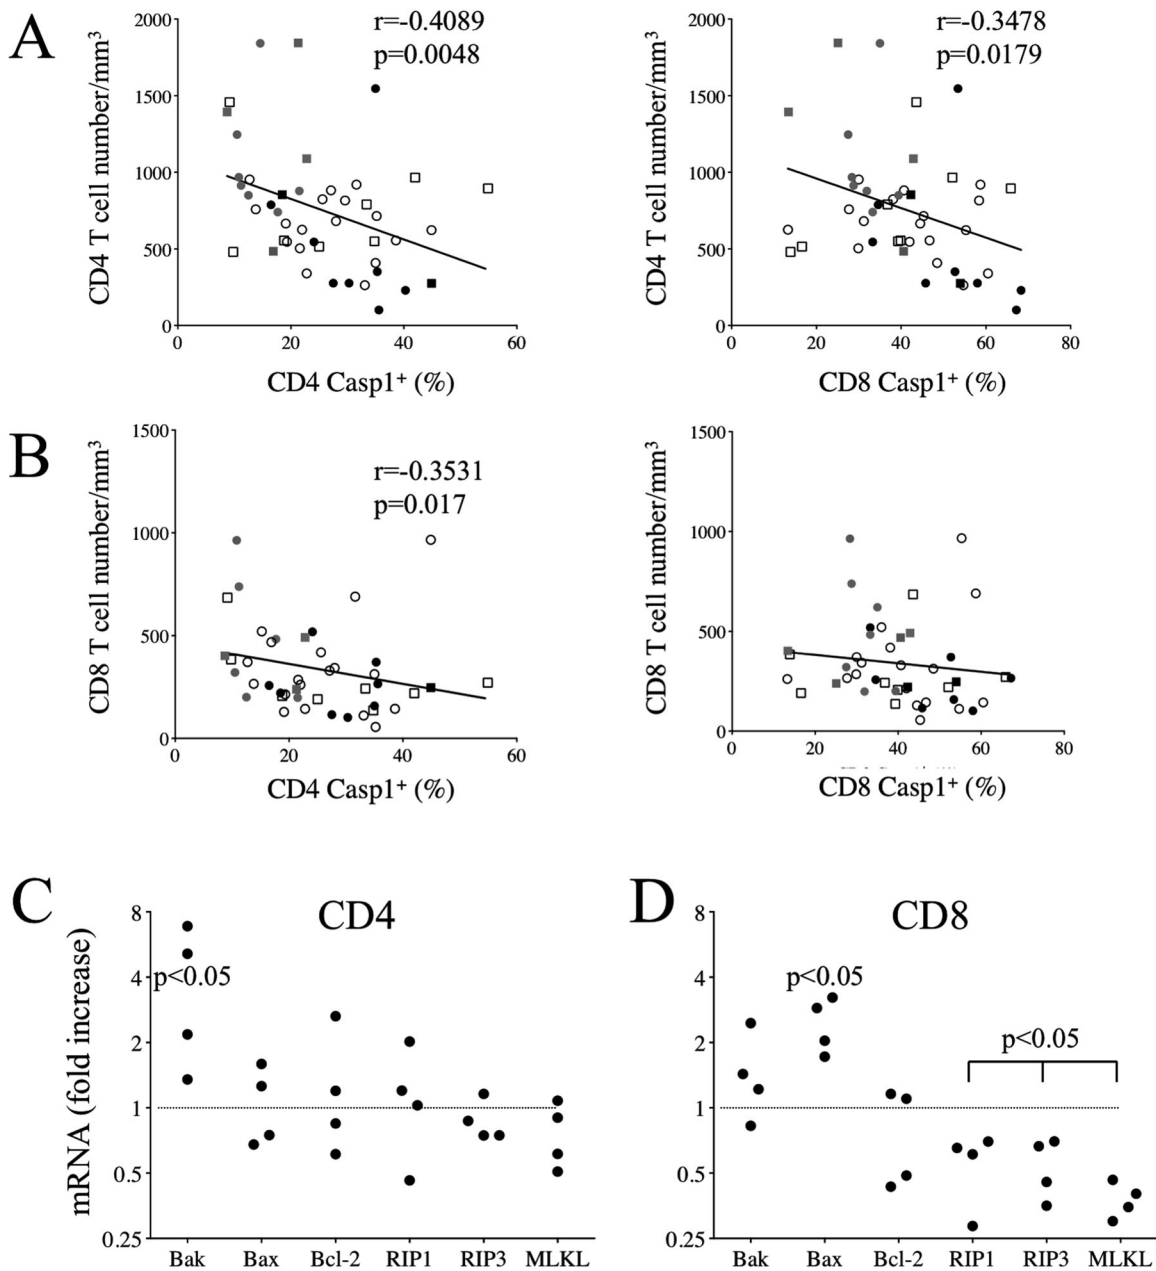 A
r=-0.4089
p=0.0048
CD4 T cell number/mm³
2000
1500
1000
500
0
0 20 40 60
CD4 Casp1⁺ (%)
r=-0.3478
p=0.0179
CD4 T cell number/mm³
2000
1500
1000
500
0
0 20 40 60 80
CD8 Casp1⁺ (%)
B
r=-0.3531
p=0.017
CD8 T cell number/mm³
1500
1000
500
0
0 20 40 60
CD4 Casp1⁺ (%)
CD8 T cell number/mm³
1500
1000
500
0
0 20 40 60 80
CD8 Casp1⁺ (%)
C
CD4
mRNA (fold increase)
8
4
2
1
0.5
0.25
p<0.05
Bak Bax Bcl-2 RIP1 RIP3 MLKL
D
CD8
8
4
2
1
0.5
0.25
p<0.05
p<0.05
Bak Bax Bcl-2 RIP1 RIP3 MLKL